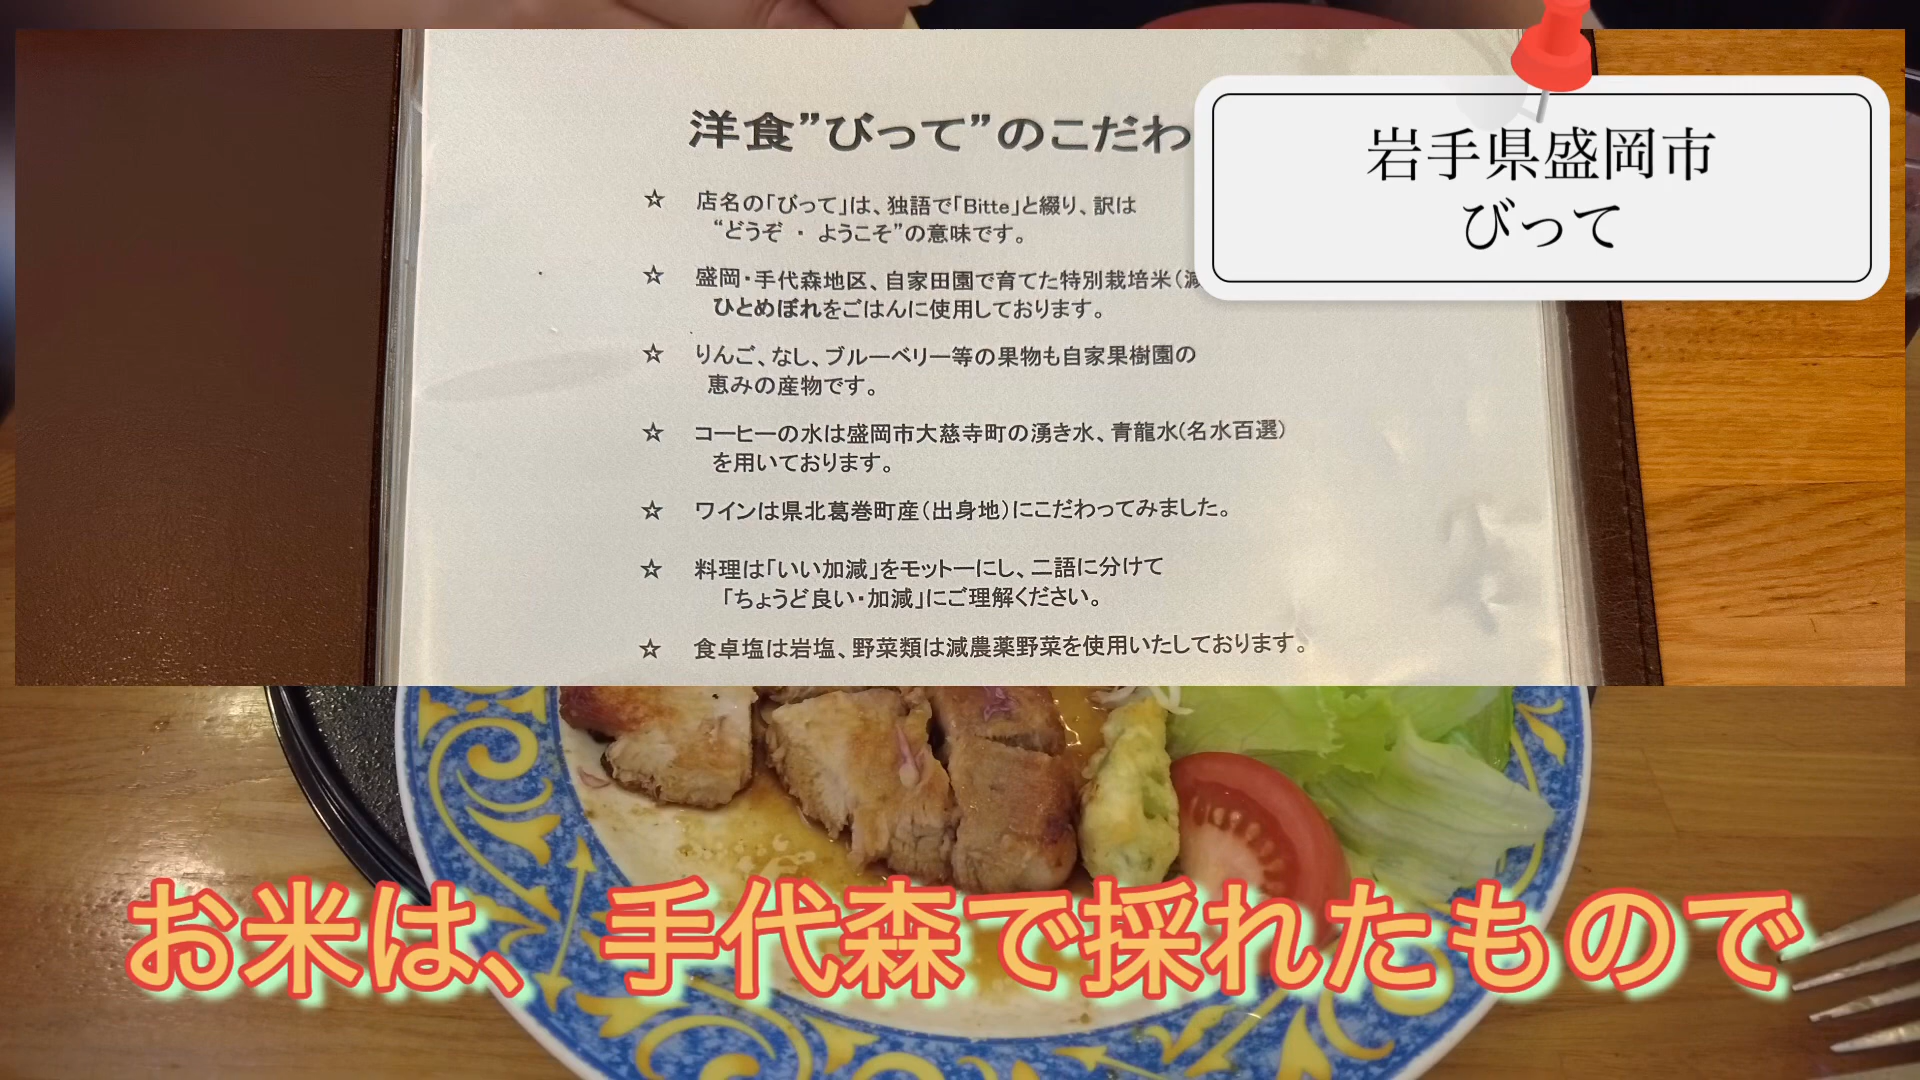 洋食”びって”のこだわ
岩手県盛岡市
びって
☆ 店名の「びって」は、独語で「Bitte」と綴り、訳は
“どうぞ ・ ようこそ”の意味です。
☆ 盛岡・手代森地区、自家田園で育てた特別栽培米（減
ひとめぼれをごはんに使用しております。
☆ りんご、なし、ブルーベリー等の果物も自家果樹園の
恵みの産物です。
☆ コーヒーの水は盛岡市大慈寺町の湧き水、青龍水(名水百選)
を用いております。
☆ ワインは県北葛巻町産（出身地）にこだわってみました。
☆ 料理は「いい加減」をモットーにし、二語に分けて
「ちょうど良い・加減」にご理解ください。
☆ 食卓塩は岩塩、野菜類は減農薬野菜を使用いたしております。
お米は、手代森で採れたもので